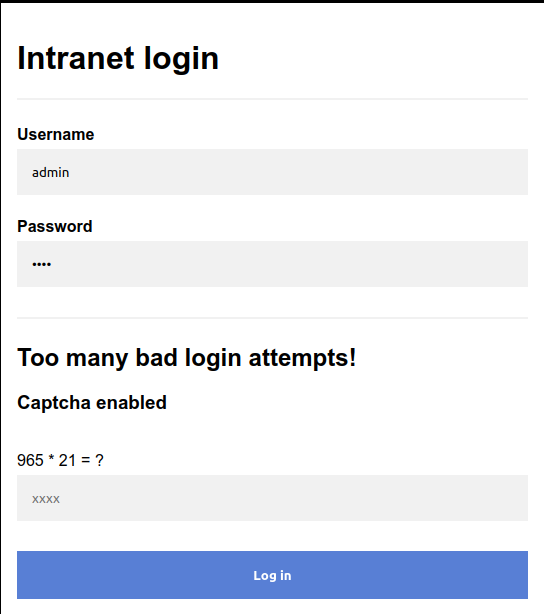 Intranet login
Username
admin
Password
••••
Too many bad login attempts!
Captcha enabled
965 * 21 = ?
xxxx
Log in